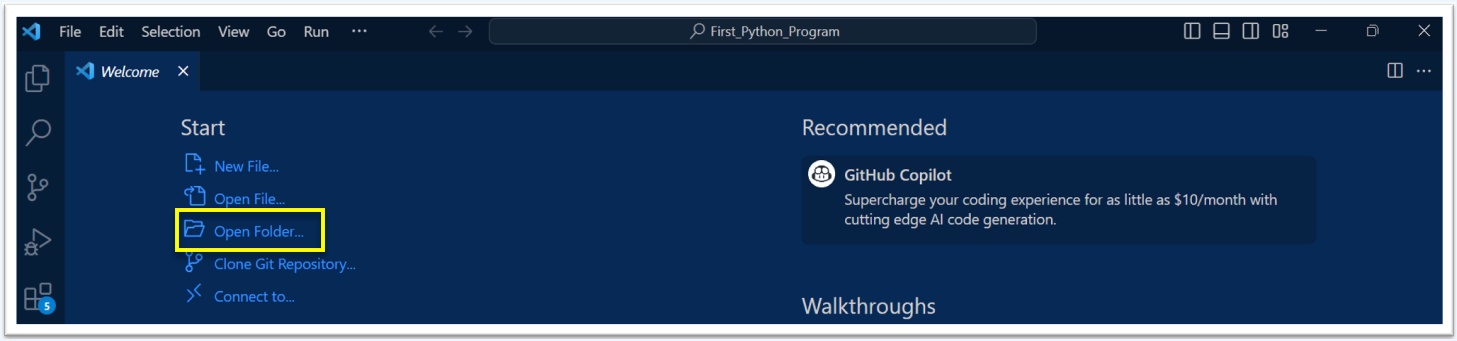 File Edit Selection View Go Run ··· First_Python_Program
Welcome
Start
New File...
Open File...
Open Folder...
Clone Git Repository...
Connect to...
5
Recommended
GitHub Copilot
Supercharge your coding experience for as little as $10/month with
cutting edge AI code generation.
Walkthroughs